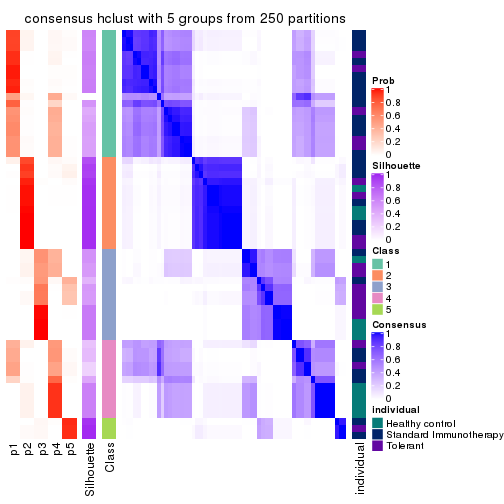 consensus hclust with 5 groups from 250 partitions
Prob
1
0.8
0.6
0.4
0.2
0
Silhouette
1
0.8
0.6
0.4
0.2
0
Class
1
2
3
4
5
Consensus
1
0.8
0.6
0.4
0.2
0
individual
Healthy control
Standard Immunotherapy
Tolerant
p1
p2
p3
p4
p5
Silhouette
Class
individual